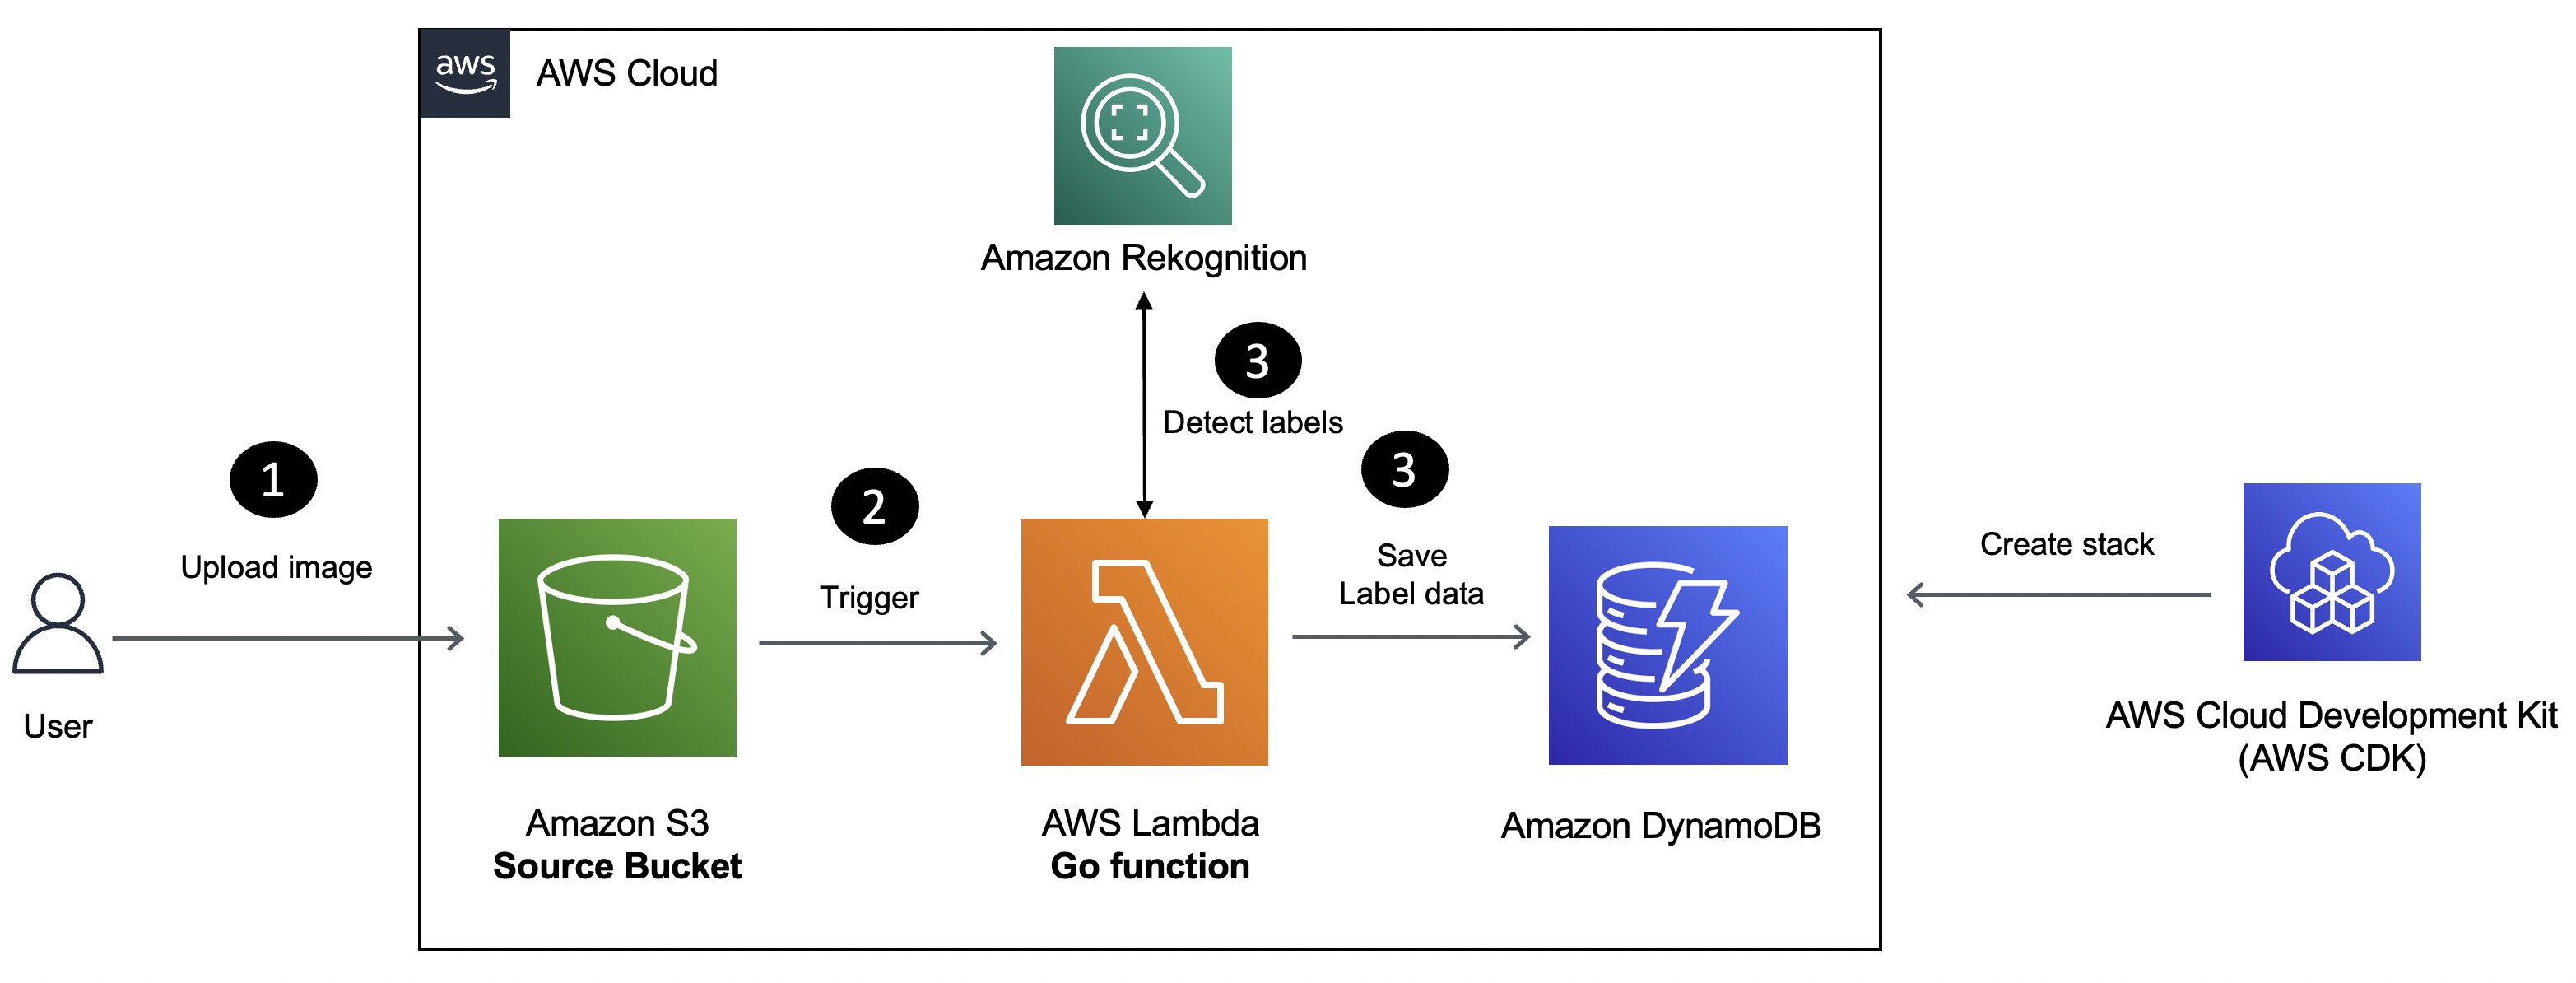 aws
AWS Cloud
Amazon Rekognition
3
Detect labels
1
Upload image
User
2
Trigger
3
Save
Label data
Amazon S3
Source Bucket
AWS Lambda
Go function
Amazon DynamoDB
Create stack
AWS Cloud Development Kit
(AWS CDK)